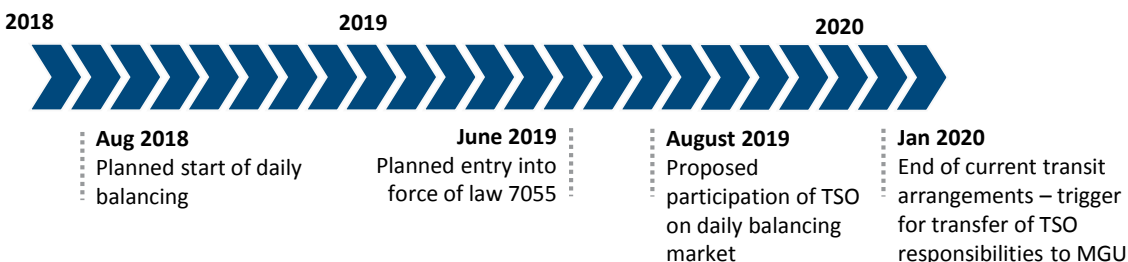 2018
2019
2020
Aug 2018
Planned start of daily
balancing
June 2019
Planned entry into
force of law 7055
August 2019
Proposed
participation of TSO
on daily balancing
market
Jan 2020
End of current transit
arrangements – trigger
for transfer of TSO
responsibilities to MGU